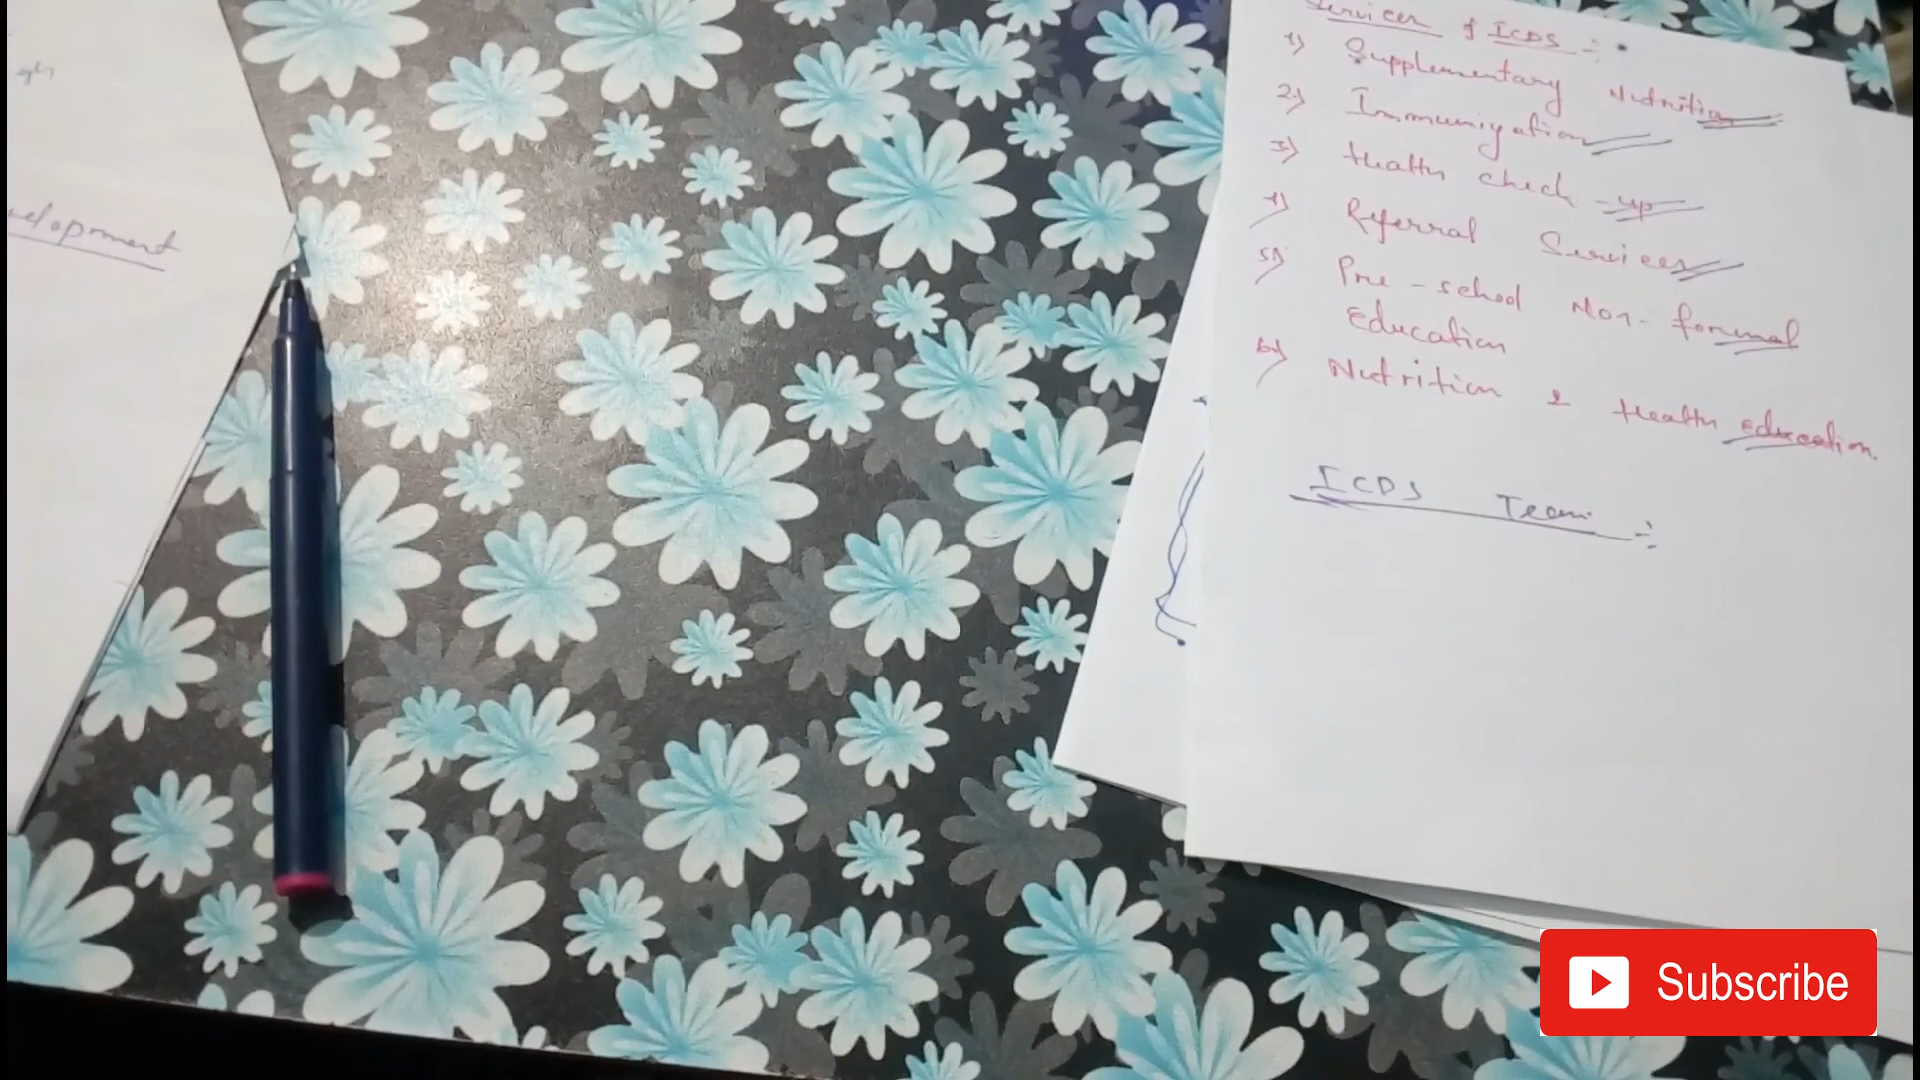 velopment
Services of ICDS :-
1) Supplementary Nutrition
2) Immunization
3) Health check-up
4) Referral Services
5) Pre-school Non-formal
Education
6) Nutrition & Health education.
ICDS Team :-
Subscribe